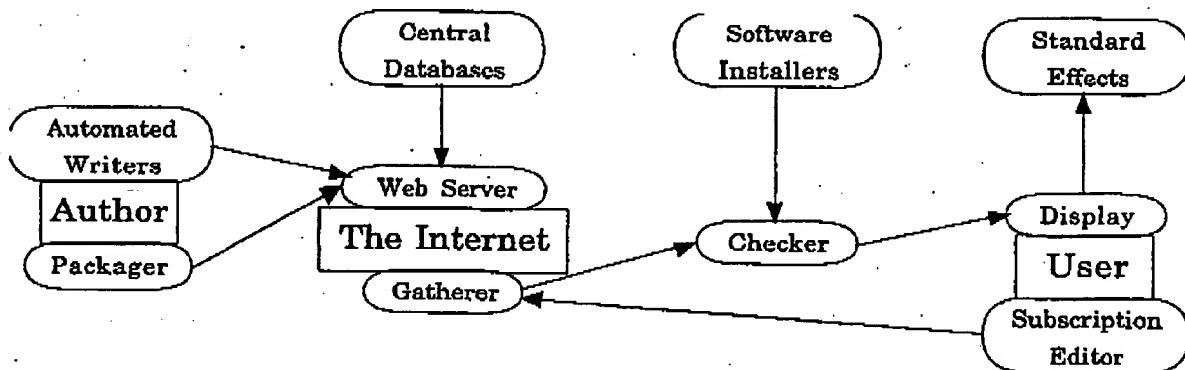 Central
Databases
Software
Installers
Standard
Effects
Automated
Writers
Web Server
Author
The Internet
Display
Checker
Packager
User
Gatherer
Subscription
Editor